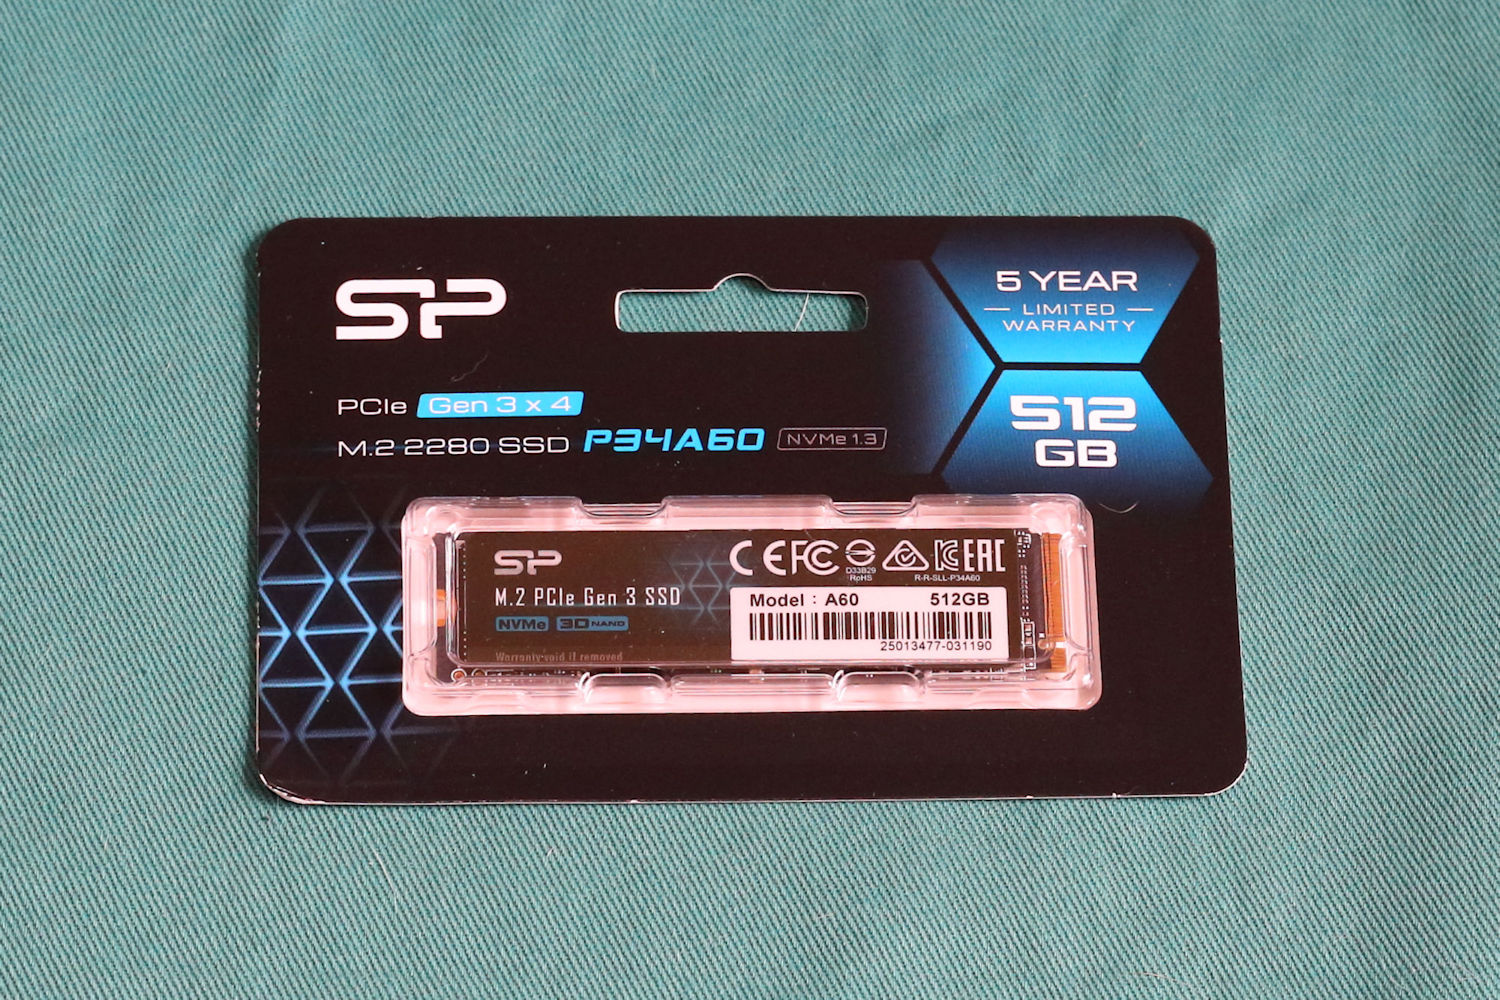 SP
5 YEAR
LIMITED
WARRANTY
512
GB
PCIe Gen 3 x 4
M.2 2280 SSD P34A60 NVMe 1.3
SP
M.2 PCIe Gen 3 SSD
NVMe 3D NAND
Warranty void if removed
CE FC EAC
D33B29
RoHS
R-R-SLL-P34A60
Model : A60 512GB
25013477-031190